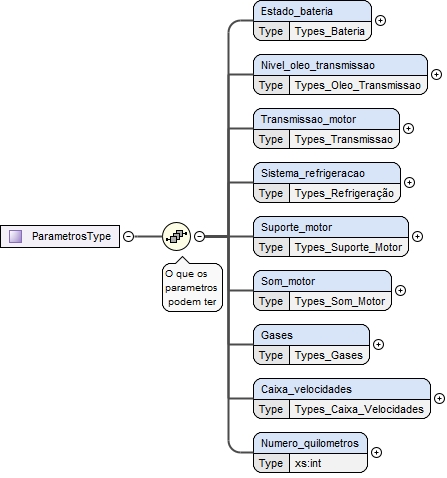 Estado_bateria
Type Types_Bateria
Nivel_oleo_transmissao
Type Types_Oleo_Transmissao
Transmissao_motor
Type Types_Transmissao
Sistema_refrigeracao
Type Types_Refrigeração
ParametrosType
O que os
parametros
podem ter
Suporte_motor
Type Types_Suporte_Motor
Som_motor
Type Types_Som_Motor
Gases
Type Types_Gases
Caixa_velocidades
Type Types_Caixa_Velocidades
Numero_quilometros
Type xs:int